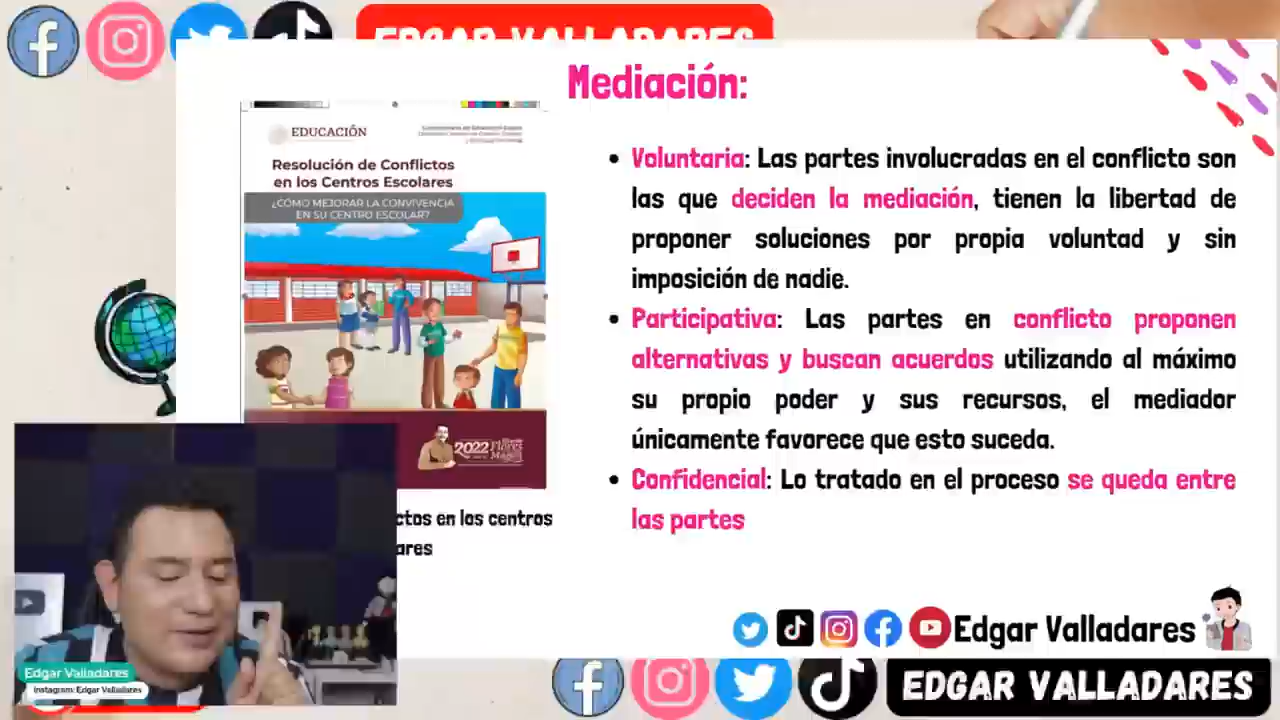 EDGAR VALLADARES
Mediación:
EDUCACIÓN
Resolución de Conflictos
en los Centros Escolares
¿CÓMO MEJORAR LA CONVIVENCIA
EN SU CENTRO ESCOLAR?
2022 Flores
Magón
ctos en los centros
ares
• Voluntaria: Las partes involucradas en el conflicto son
las que deciden la mediación, tienen la libertad de
proponer soluciones por propia voluntad y sin
imposición de nadie.
• Participativa: Las partes en conflicto proponen
alternativas y buscan acuerdos utilizando al máximo
su propio poder y sus recursos, el mediador
únicamente favorece que esto suceda.
• Confidencial: Lo tratado en el proceso se queda entre
las partes
Edgar Valladares
Edgar Valladares
Instagram: Edgar Valladares
EDGAR VALLADARES